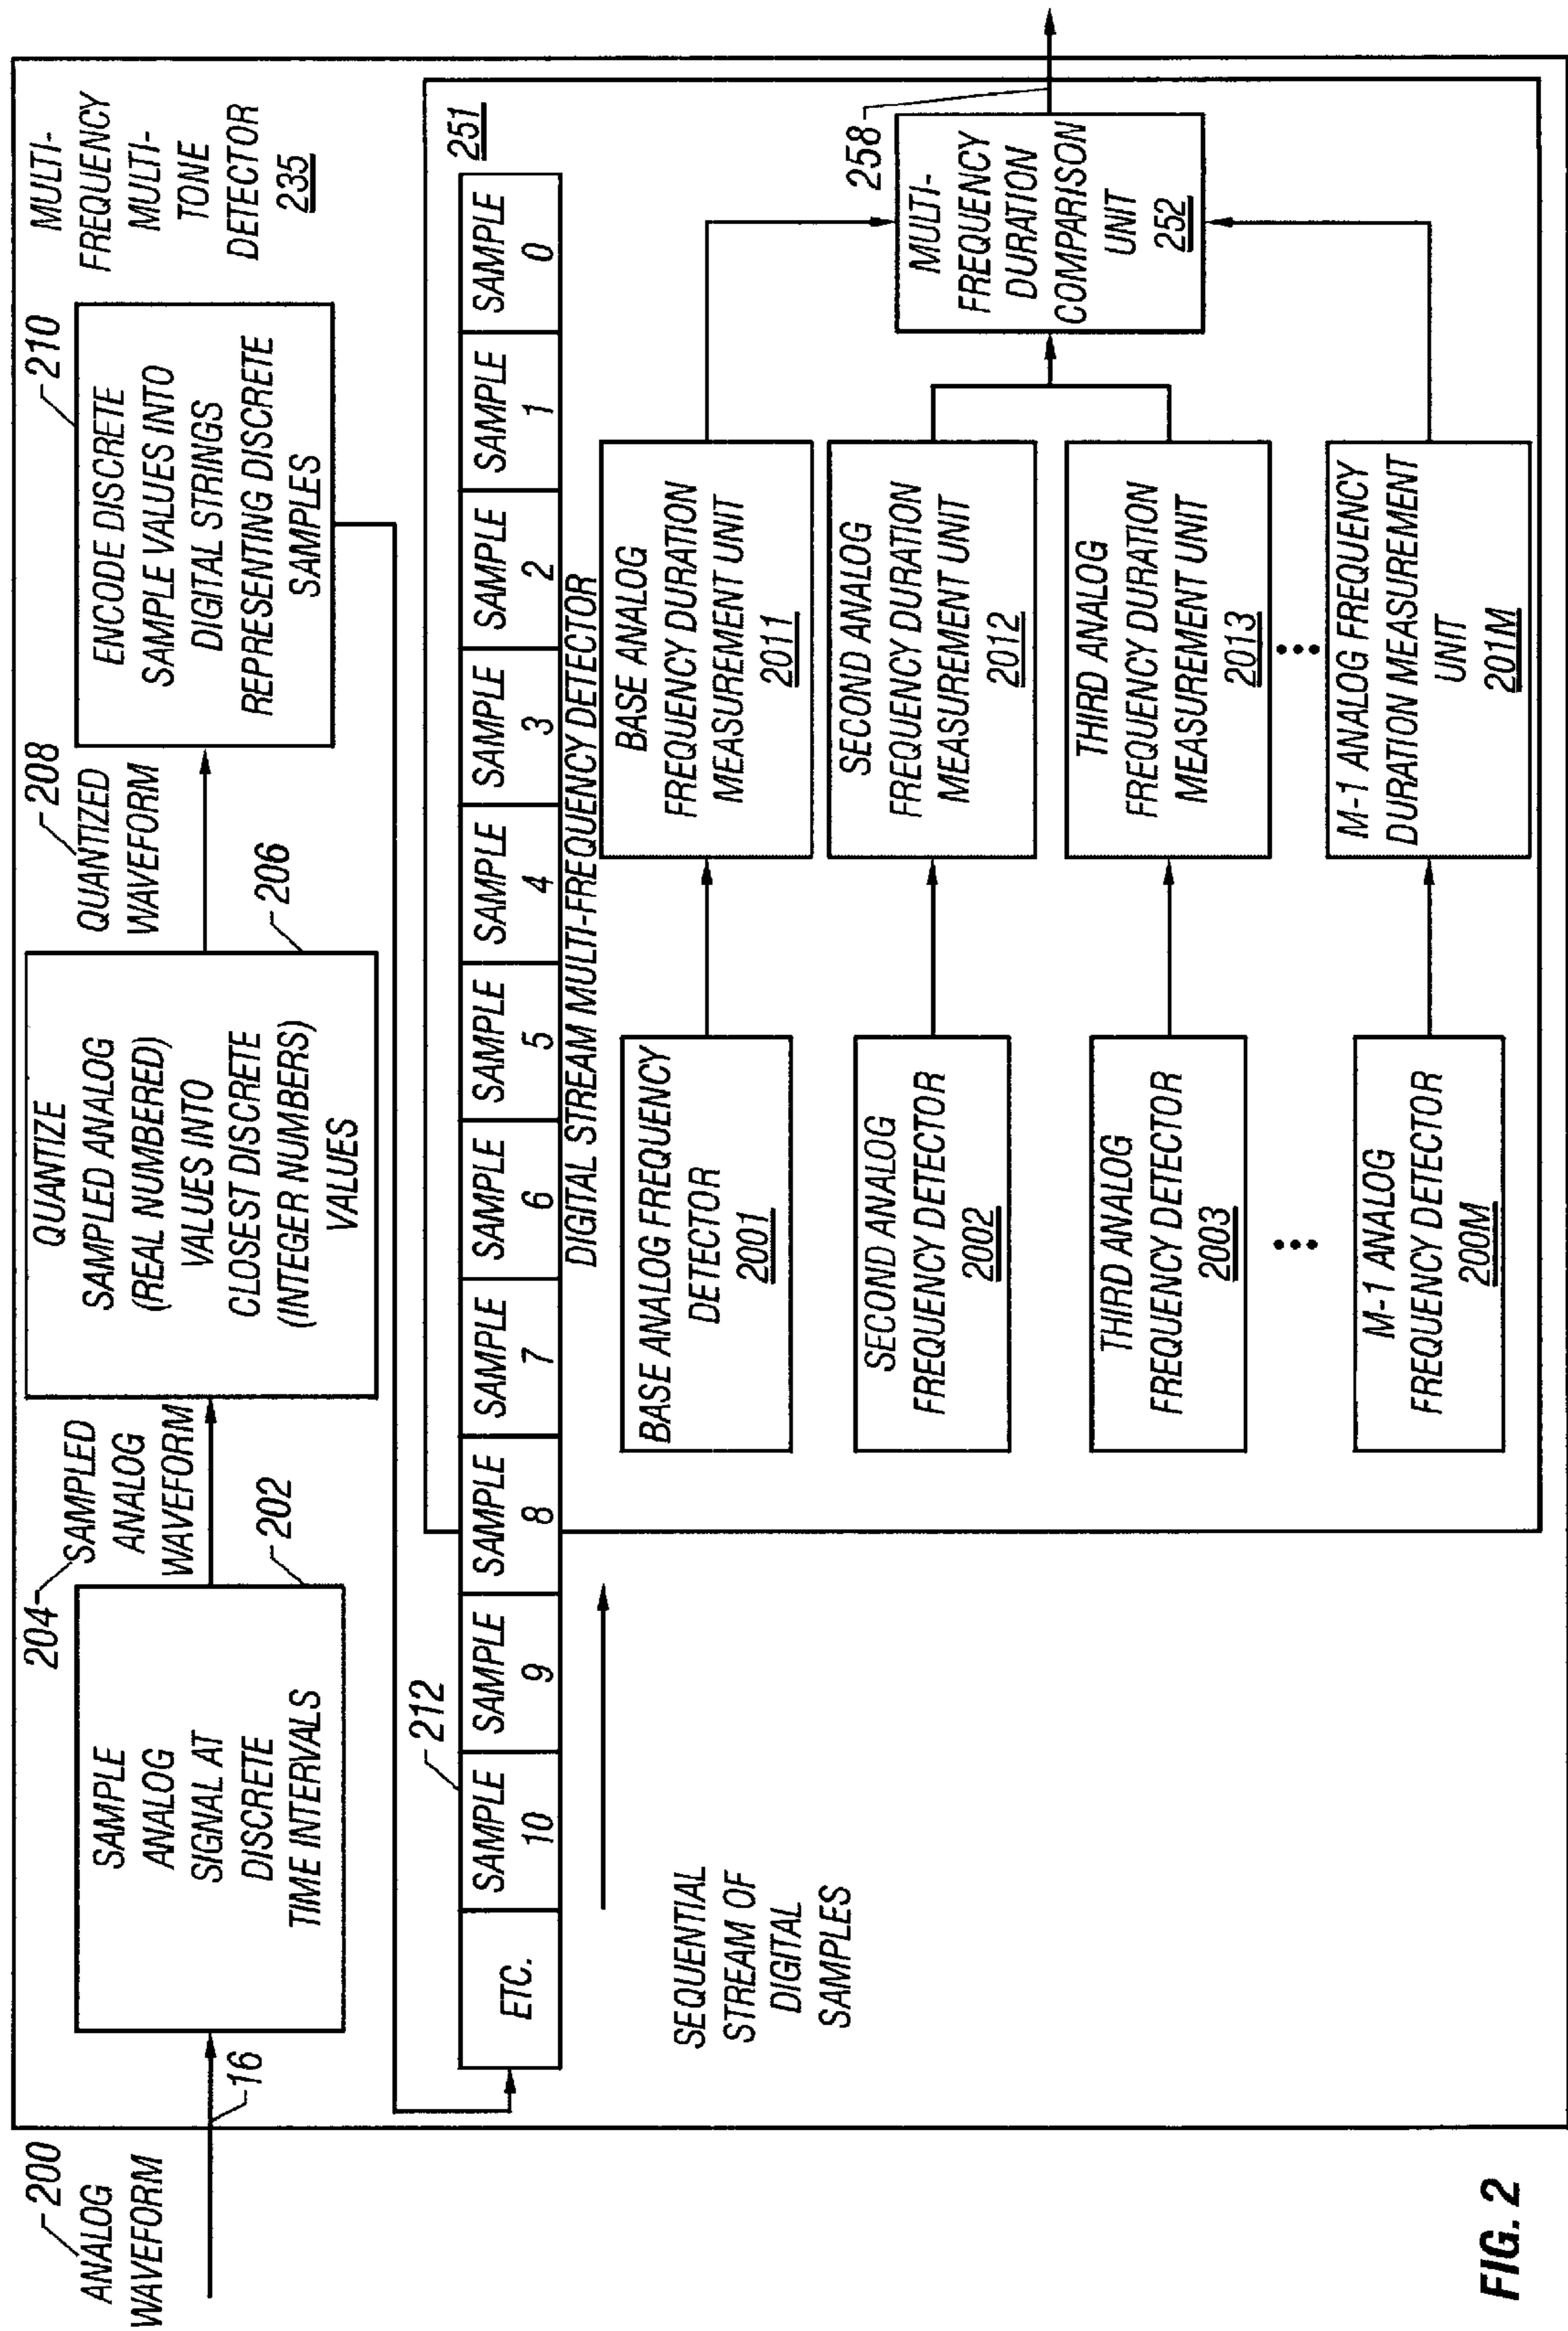 200
ANALOG
WAVEFORM
16
SAMPLE
ANALOG
SIGNAL AT
DISCRETE
TIME INTERVALS
202
204
SAMPLED
ANALOG
WAVEFORM
QUANTIZE
SAMPLED ANALOG
(REAL NUMBERED)
VALUES INTO
CLOSEST DISCRETE
(INTEGER NUMBERS)
VALUES
206
208
QUANTIZED
WAVEFORM
210
ENCODE DISCRETE
SAMPLE VALUES INTO
DIGITAL STRINGS
REPRESENTING DISCRETE
SAMPLES
MULTI-
FREQUENCY
MULTI-
TONE
DETECTOR
235
212
ETC.
SAMPLE
10
SAMPLE
9
SAMPLE
8
SAMPLE
7
SAMPLE
6
SAMPLE
5
SAMPLE
4
SAMPLE
3
SAMPLE
2
SAMPLE
1
SAMPLE
0
251
SEQUENTIAL
STREAM OF
DIGITAL
SAMPLES
DIGITAL STREAM MULTI-FREQUENCY DETECTOR
BASE ANALOG FREQUENCY
DETECTOR
2001
BASE ANALOG
FREQUENCY DURATION
MEASUREMENT UNIT
2011
SECOND ANALOG
FREQUENCY DETECTOR
2002
SECOND ANALOG
FREQUENCY DURATION
MEASUREMENT UNIT
2012
THIRD ANALOG
FREQUENCY DETECTOR
2003
THIRD ANALOG
FREQUENCY DURATION
MEASUREMENT UNIT
2013
M-1 ANALOG
FREQUENCY DETECTOR
200M
M-1 ANALOG FREQUENCY
DURATION MEASUREMENT
UNIT
201M
MULTI-
FREQUENCY
DURATION
COMPARISON
UNIT
252
258
FIG. 2